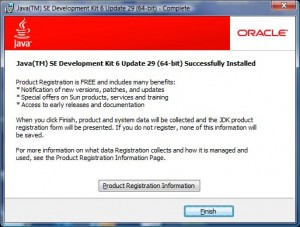 Java(TM) SE Development Kit 6 Update 29 (64-bit) - Complete
Java
ORACLE
Java(TM) SE Development Kit 6 Update 29 (64-bit) Successfully Installed
Product Registration is FREE and includes many benefits:
* Notification of new versions, patches, and updates
* Special offers on Sun products, services and training
* Access to early releases and documentation
When you click Finish, product and system data will be collected and the JDK product
registration form will be presented. If you do not register, none of this information will
be saved.
For more information on what data Registration collects and how it is managed and
used, see the Product Registration Information Page.
Product Registration Information
Finish